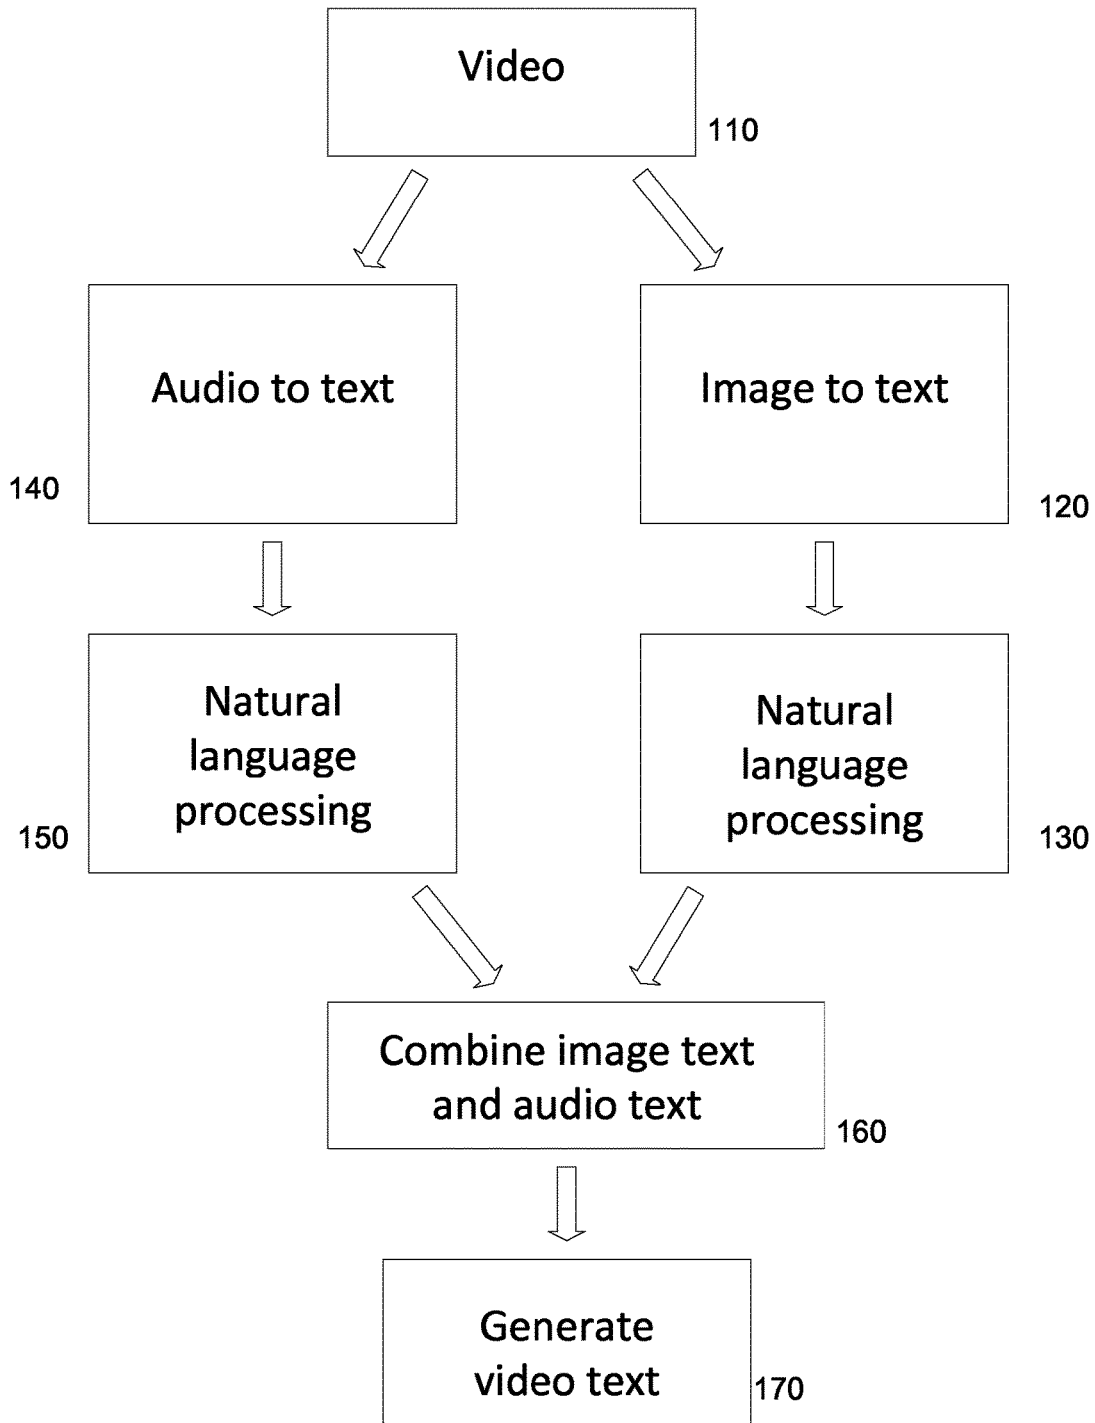 Video
110
Audio to text
140
Image to text
120
Natural
language
processing
150
Natural
language
processing
130
Combine image text
and audio text
160
Generate
video text
170